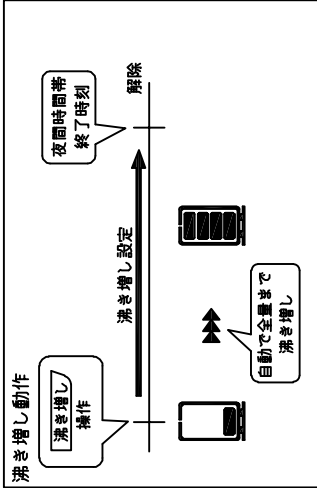 沸き増し動作
沸き増し
操作
沸き増し設定
夜間時間帯
終了時刻
解除
自動で全量まで
沸き増し